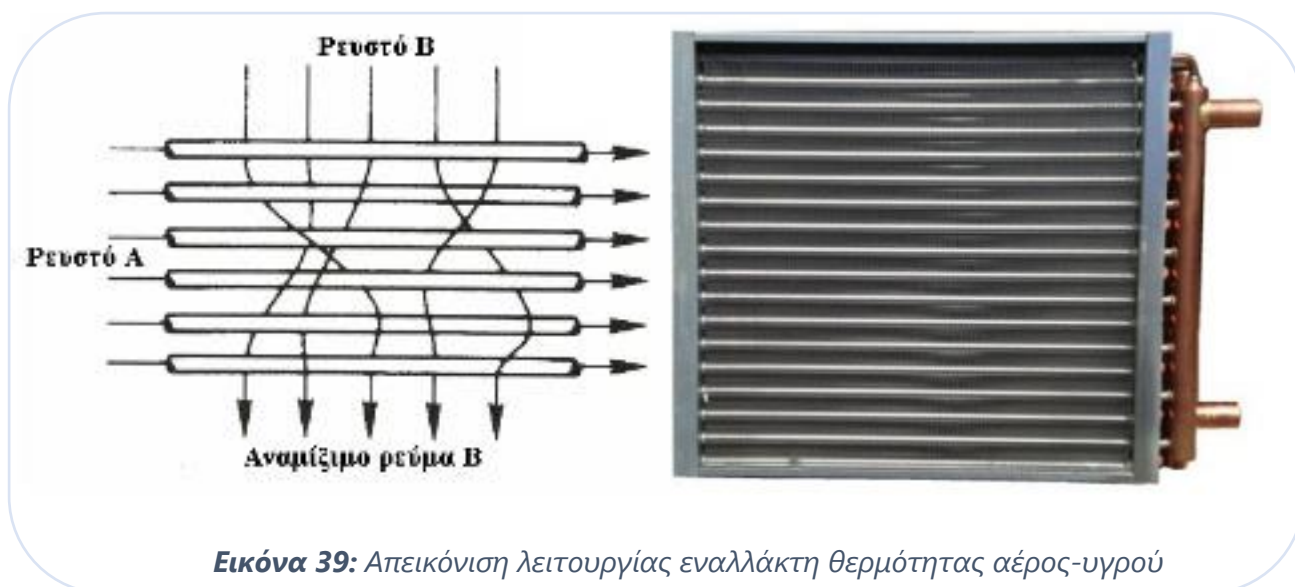 Ρευστό Β
Ρευστό Α
Αναμίξιμο ρεύμα Β
Εικόνα 39: Απεικόνιση λειτουργίας εναλλάκτη θερμότητας αέρος-υγρού